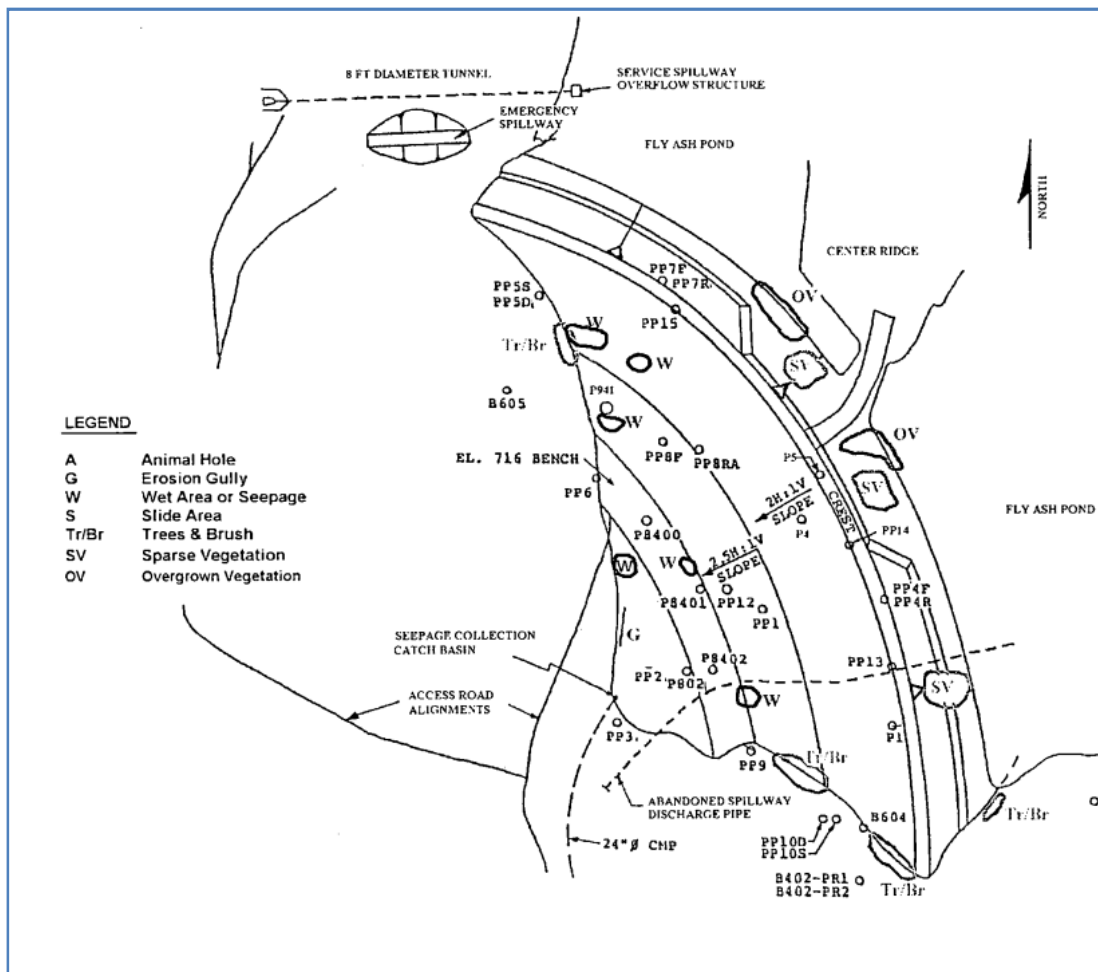 8 FT DIAMETER TUNNEL
SERVICE SPILLWAY
OVERFLOW STRUCTURE
EMERGENCY
SPILLWAY
FLY ASH POND
NORTH
CENTER RIDGE
PP7F
PP7R
OV
PP5S
PP5D
PP15
W
Tr/Br
W
SV
B605
P941
W
OV
LEGEND
A Animal Hole
G Erosion Gully
W Wet Area or Seepage
S Slide Area
Tr/Br Trees & Brush
SV Sparse Vegetation
OV Overgrown Vegetation
EL. 716 BENCH
PP8F
PP8RA
P5
PP6
2H:1V
SLOPE
CREST
SV
P8400
P4
PP14
FLY ASH POND
2.5H:1V
SLOPE
W
W
P8401
PP12
PP1
PP4F
PP4R
G
SEEPAGE COLLECTION
CATCH BASIN
PP2
P802
P8402
PP13
SV
W
ACCESS ROAD
ALIGNMENTS
PP3
P1
PP9
Tr/Br
ABANDONED SPILLWAY
DISCHARGE PIPE
Tr/Br
24"Ø CMP
PP10D
PP10S
B604
B402-PR1
B402-PR2
Tr/Br